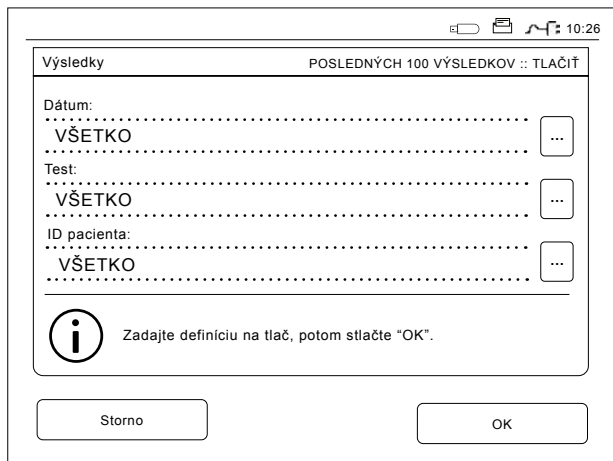 10:26
Výsledky POSLEDNÝCH 100 VÝSLEDKOV :: TLAČIŤ
Dátum:
VŠETKO ...
Test:
VŠETKO ...
ID pacienta:
VŠETKO ...
i Zadajte definíciu na tlač, potom stlačte “OK”.
Storno OK